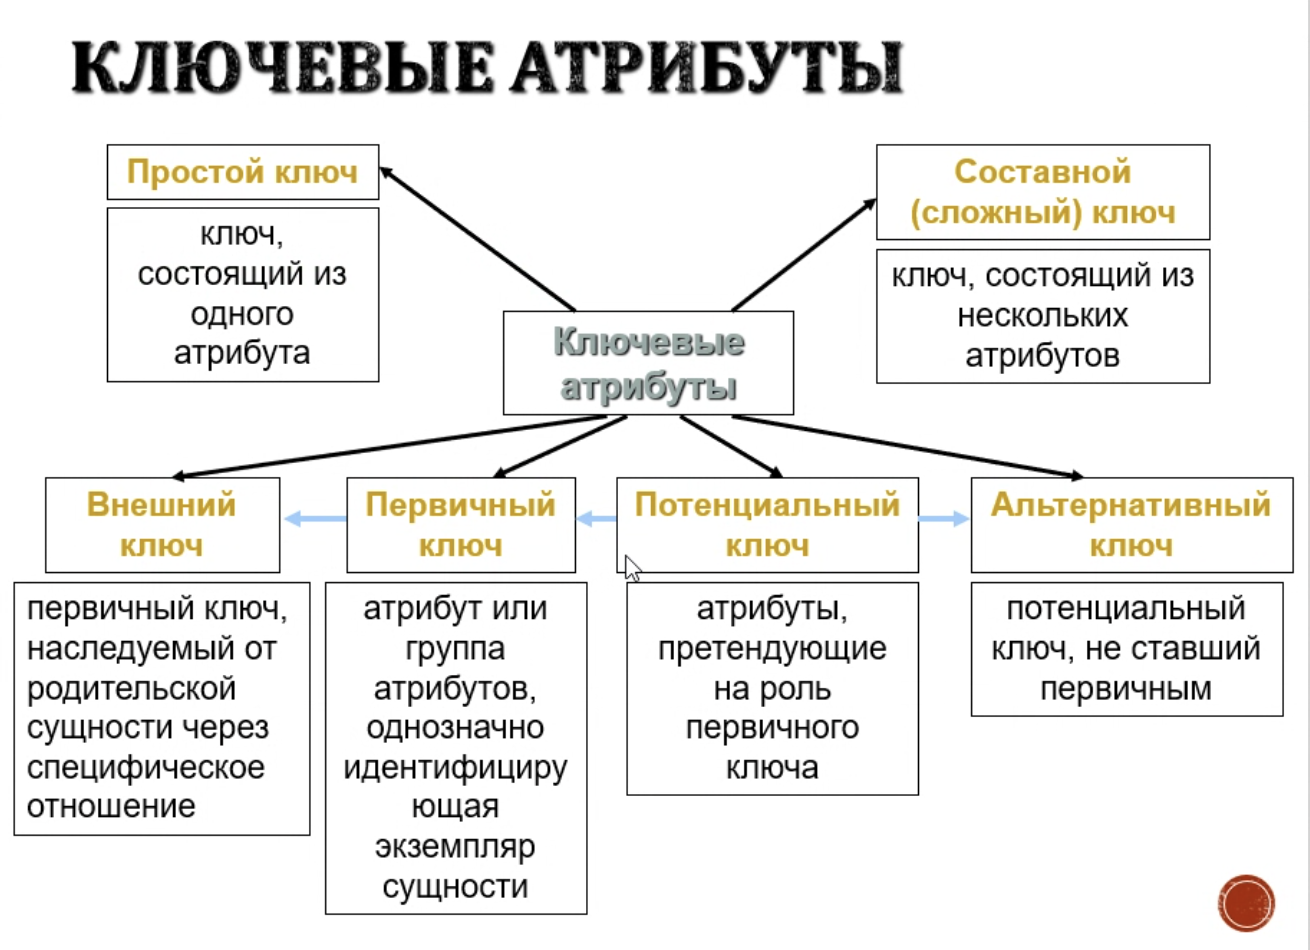 КЛЮЧЕВЫЕ АТРИБУТЫ
Простой ключ
ключ,
состоящий из
одного
атрибута
Составной
(сложный) ключ
ключ, состоящий из
нескольких
атрибутов
Ключевые
атрибуты
Внешний
ключ
первичный ключ,
наследуемый от
родительской
сущности через
специфическое
отношение
Первичный
ключ
атрибут или
группа
атрибутов,
однозначно
идентифициру
ющая
экземпляр
сущности
Потенциальный
ключ
атрибуты,
претендующие
на роль
первичного
ключа
Альтернативный
ключ
потенциальный
ключ, не ставший
первичным